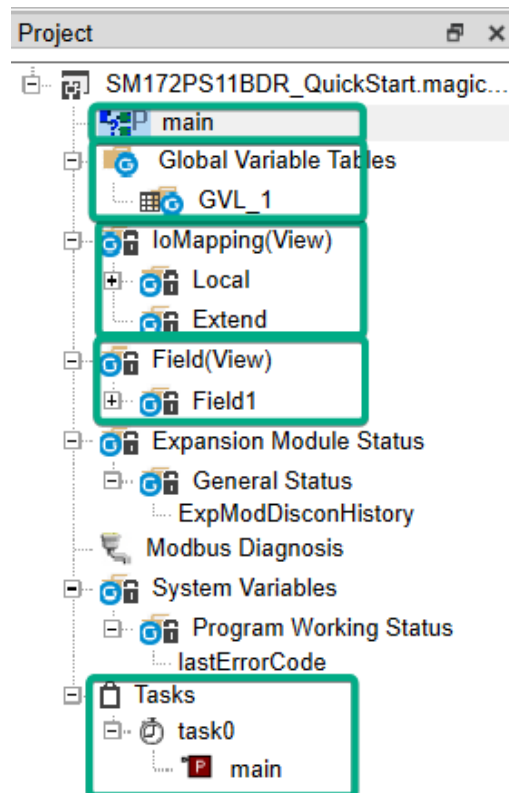 Project
SM172PS11BDR_QuickStart.magic...
P main
Global Variable Tables
GVL_1
IoMapping(View)
Local
Extend
Field(View)
Field1
Expansion Module Status
General Status
ExpModDisconHistory
Modbus Diagnosis
System Variables
Program Working Status
lastErrorCode
Tasks
task0
P main